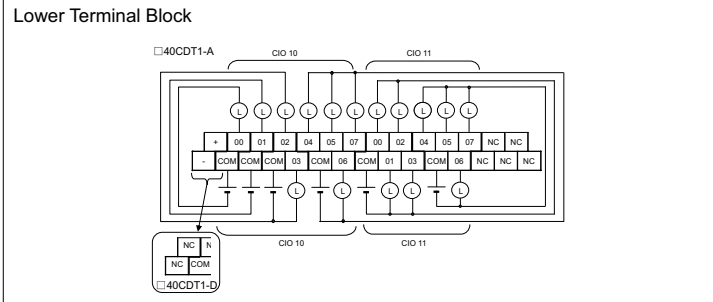 Lower Terminal Block
□40CDT1-A
CIO 10 CIO 11
L L L L L L L L L L L
+ 00 01 02 04 05 07 00 02 04 05 07 NC NC
- COM COM COM 03 COM 06 COM 01 03 COM 06 NC NC NC
L L L L L
CIO 10 CIO 11
NC N
NC COM
□40CDT1-D